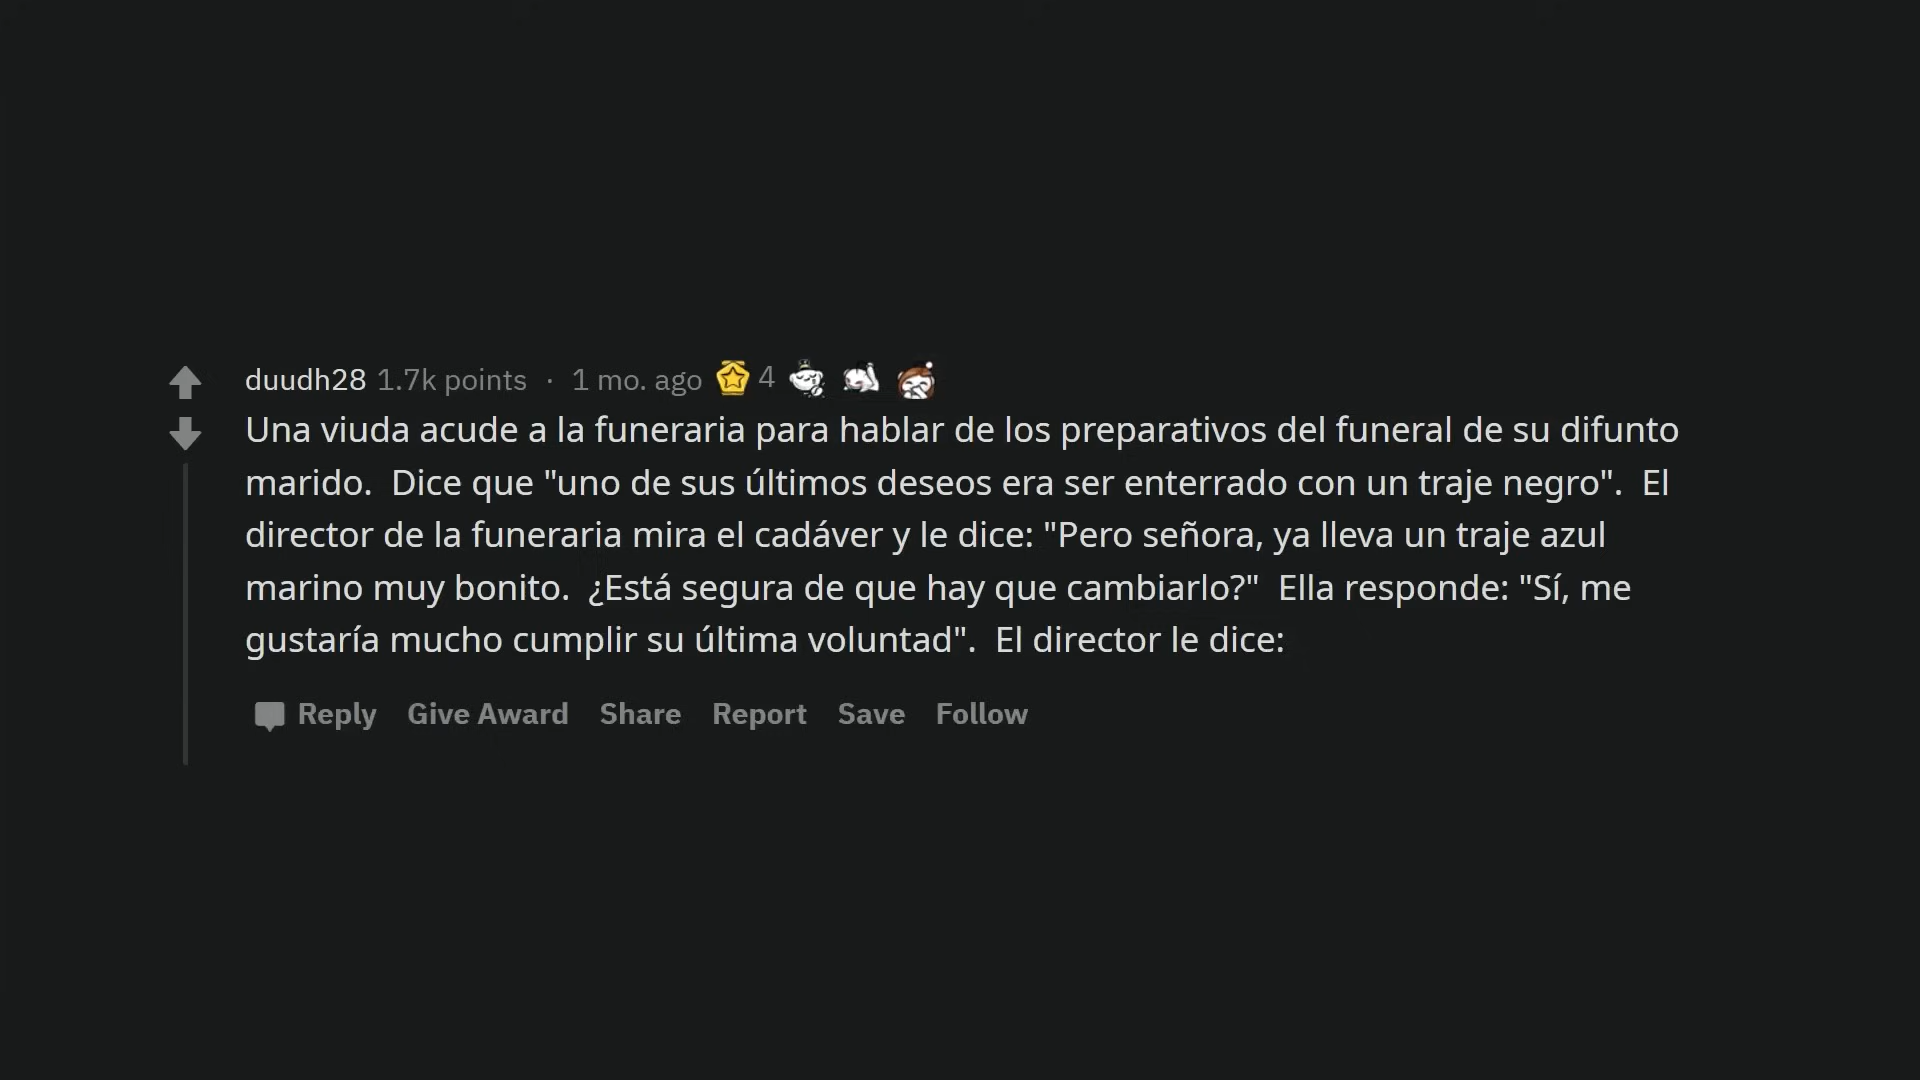 duudh28 1.7k points · 1 mo. ago 4
Una viuda acude a la funeraria para hablar de los preparativos del funeral de su difunto
marido.  Dice que "uno de sus últimos deseos era ser enterrado con un traje negro".  El
director de la funeraria mira el cadáver y le dice: "Pero señora, ya lleva un traje azul
marino muy bonito.  ¿Está segura de que hay que cambiarlo?"  Ella responde: "Sí, me
gustaría mucho cumplir su última voluntad".  El director le dice:
Reply Give Award Share Report Save Follow